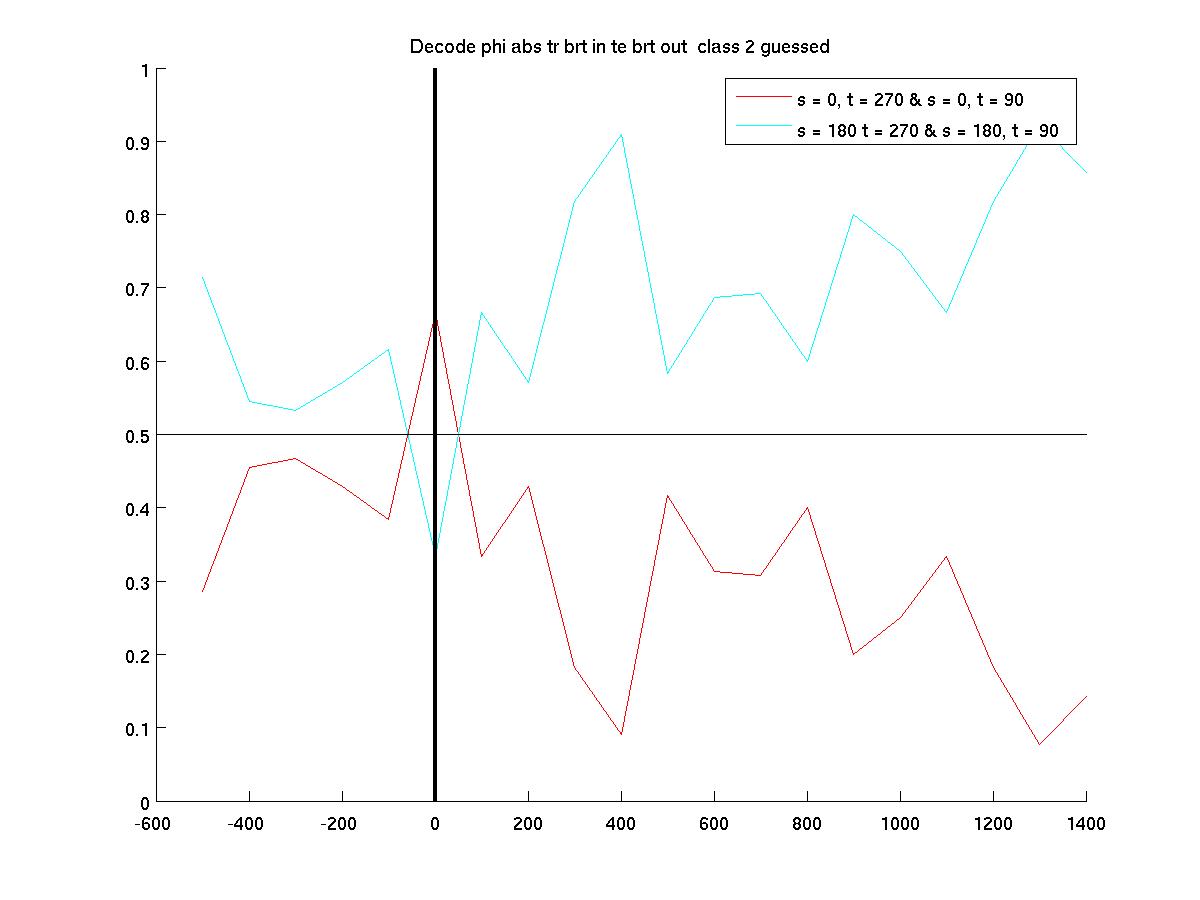 Decode phi abs tr brt in te brt out  class 2 guessed
1
s = 0, t = 270 & s = 0, t = 90
s = 180 t = 270 & s = 180, t = 90
0.9
0.8
0.7
0.6
0.5
0.4
0.3
0.2
0.1
0
-600 -400 -200 0 200 400 600 800 1000 1200 1400